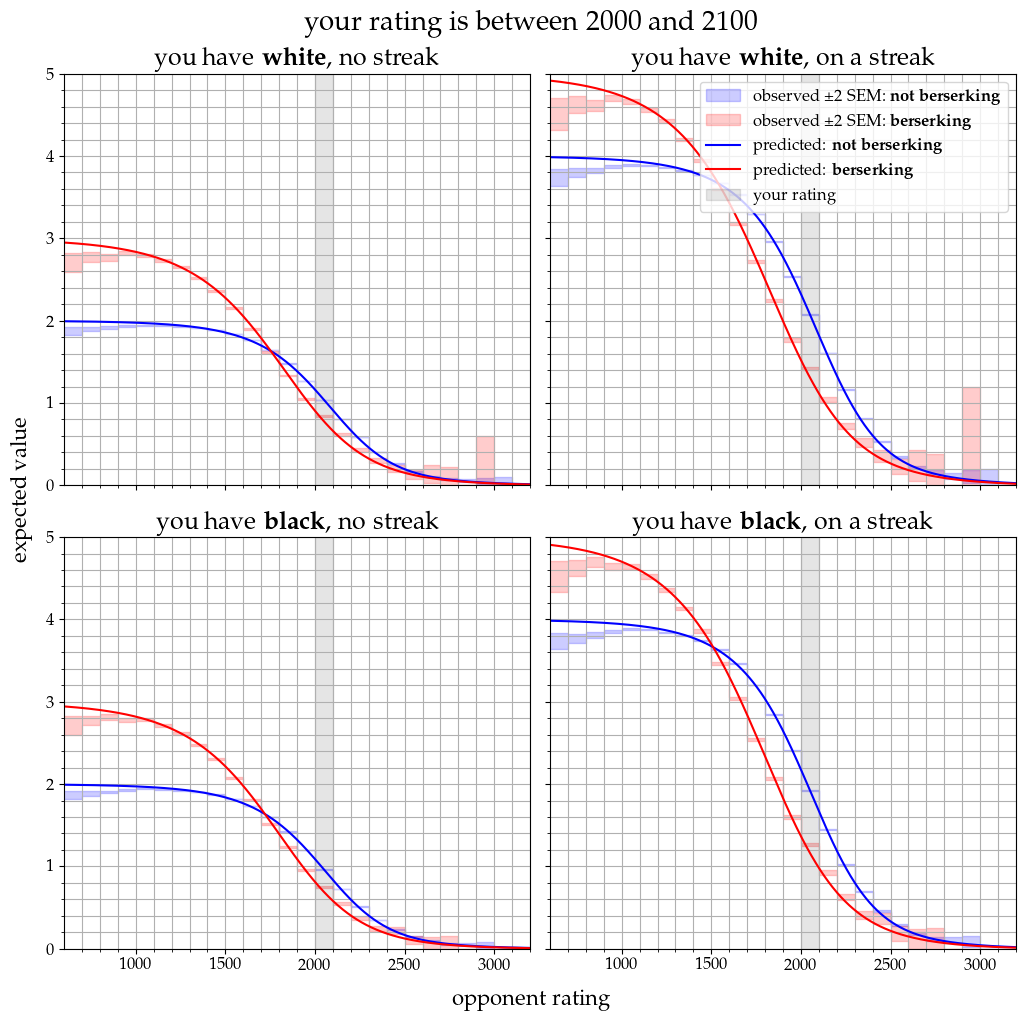 your rating is between 2000 and 2100
you have white, no streak
you have white, on a streak
5
4
3
2
1
0
observed ±2 SEM: not berserking
observed ±2 SEM: berserking
predicted: not berserking
predicted: berserking
your rating
expected value
you have black, no streak
you have black, on a streak
5
4
3
2
1
0
1000 1500 2000 2500 3000
1000 1500 2000 2500 3000
opponent rating